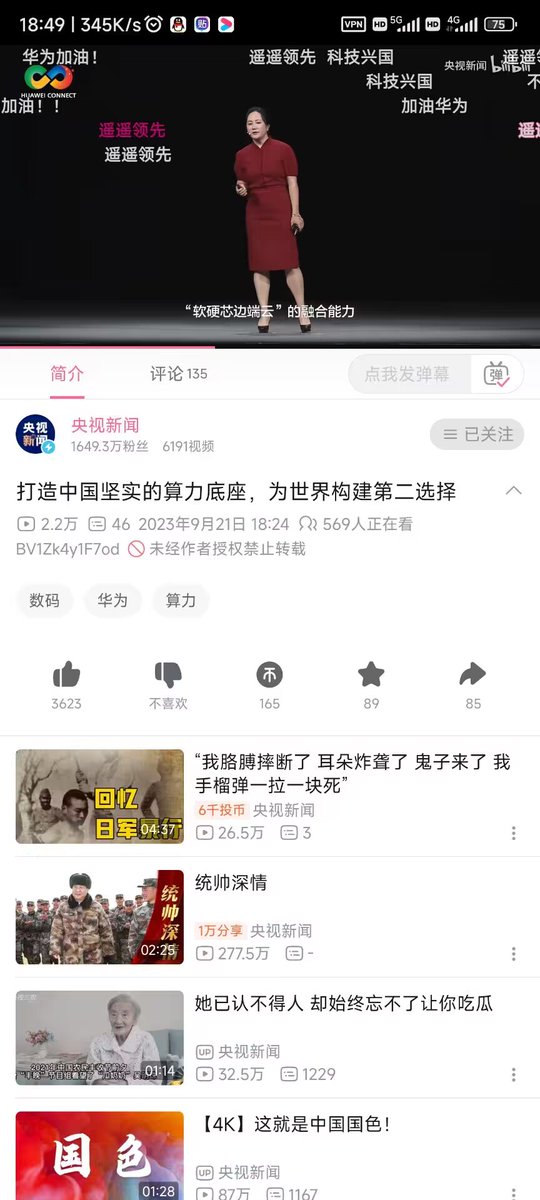 18:49 | 345K/s
贴
VPN HD 5G HD 4G 75
华为加油！
遥遥领先 科技兴国
央视新闻 bilibili
遥遥
HUAWEI CONNECT
科技兴国
不
加油！！
加油华为
遥遥领先
遥
遥遥领先
“软硬芯边端云”的融合能力
简介 评论 135 点我发弹幕 弹
央视新闻
央视新闻
1649.3万粉丝 6191视频
已关注
打造中国坚实的算力底座，为世界构建第二选择
2.2万 46 2023年9月21日 18:24 569人正在看
BV1Zk4y1F7od 未经作者授权禁止转载
数码 华为 算力
3623 不喜欢 165 89 85
回忆
日军暴行
04:37
“我胳膊摔断了 耳朵炸聋了 鬼子来了 我
手榴弹一拉一块死”
6千投币 央视新闻
26.5万 3
统帅深情
02:25
统帅深情
1万分享 央视新闻
277.5万 -
01:14
她已认不得人 却始终忘不了让你吃瓜
UP 央视新闻
32.5万 1229
国色
01:28
【4K】这就是中国国色！
UP 央视新闻
87万 1167